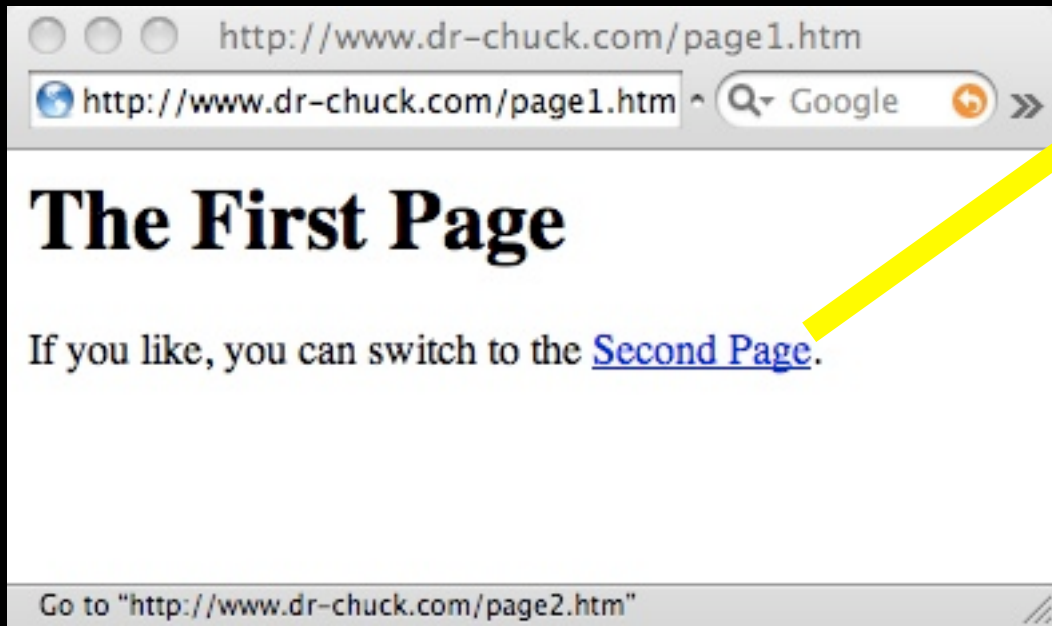 http://www.dr-chuck.com/page1.htm
http://www.dr-chuck.com/page1.htm Google
The First Page
If you like, you can switch to the Second Page.
Go to “http://www.dr-chuck.com/page2.htm”